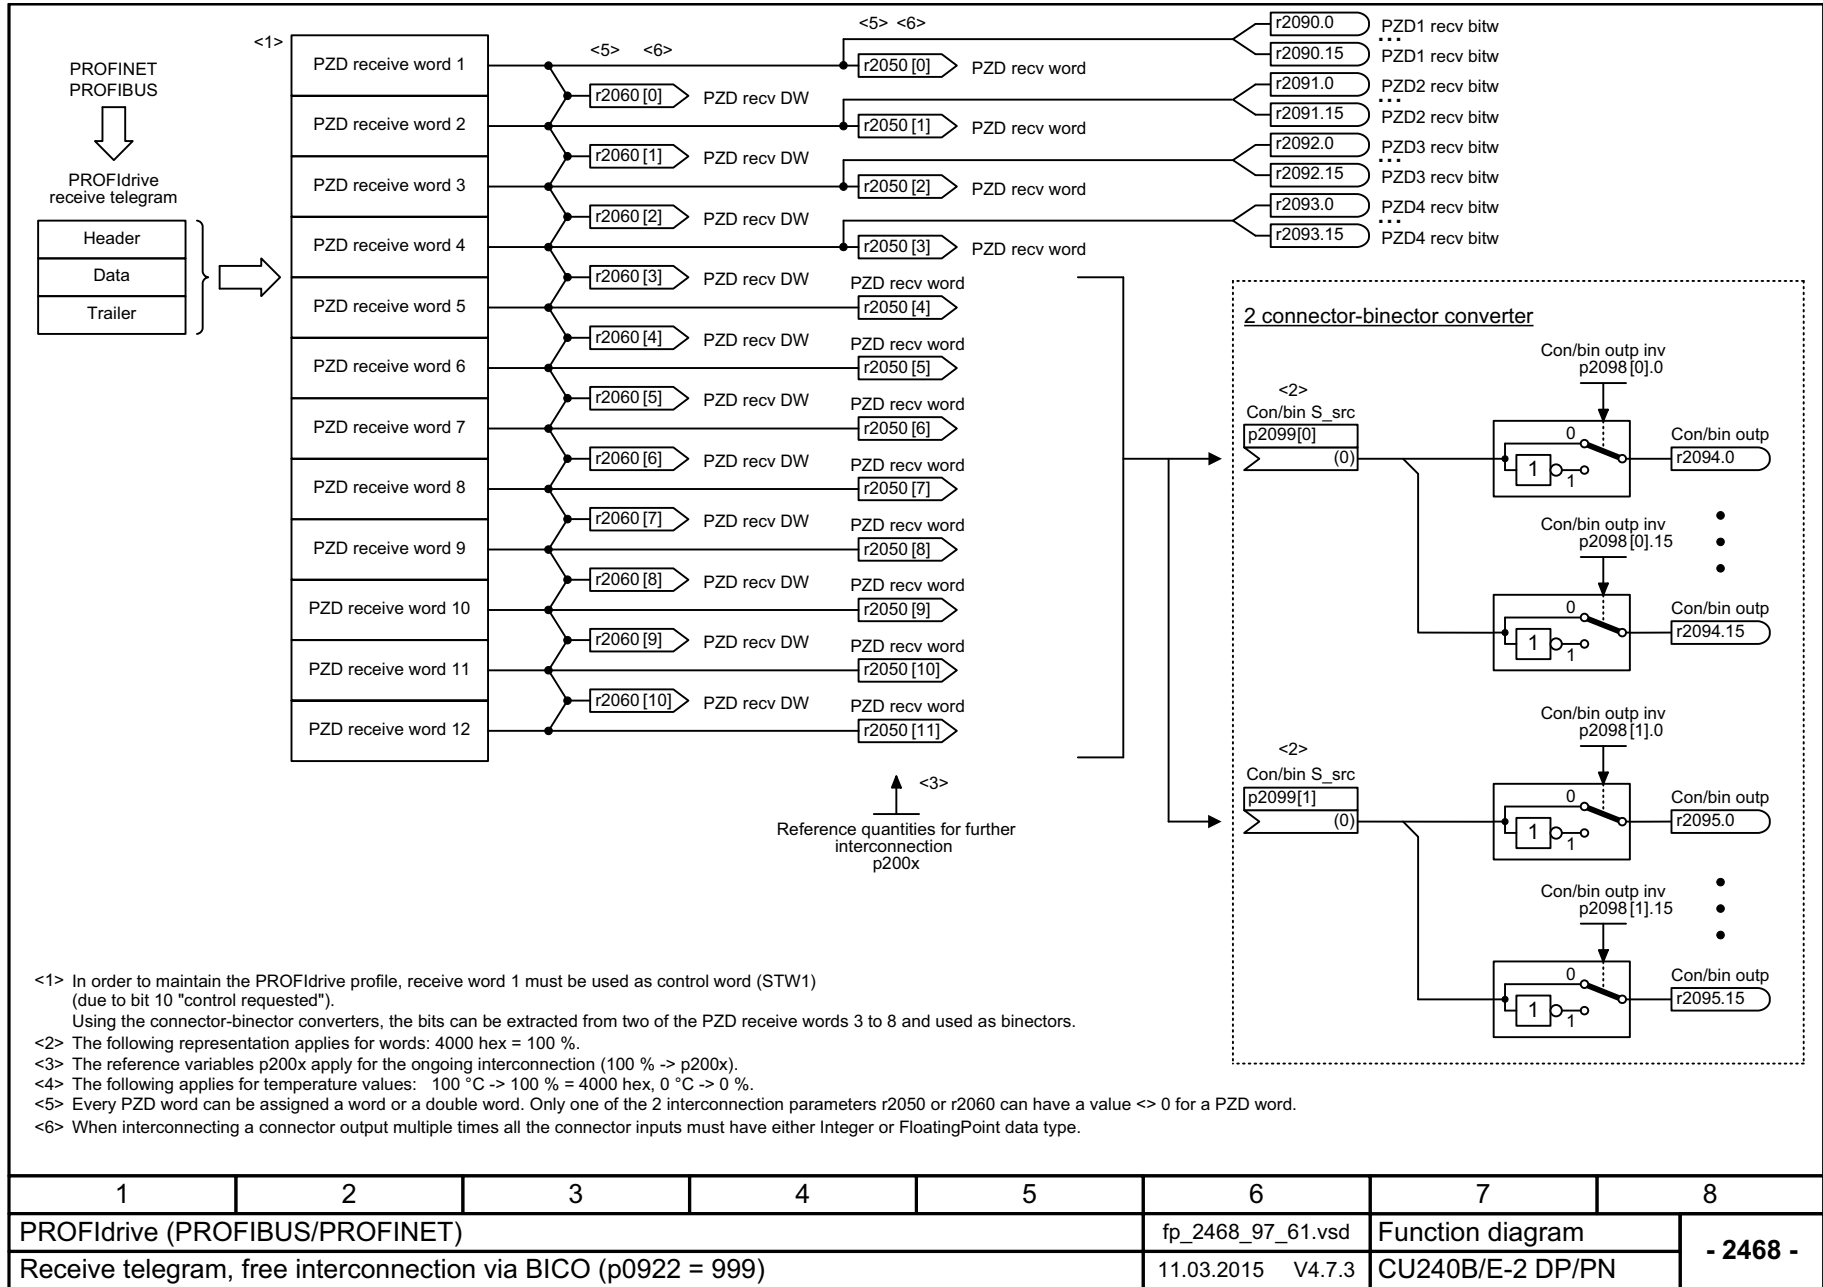 <1>
PROFINET
PROFIBUS
PROFIdrive
receive telegram
Header
Data
Trailer
PZD receive word 1
PZD receive word 2
PZD receive word 3
PZD receive word 4
PZD receive word 5
PZD receive word 6
PZD receive word 7
PZD receive word 8
PZD receive word 9
PZD receive word 10
PZD receive word 11
PZD receive word 12
<5> <6>
r2060 [0] PZD recv DW
r2060 [1] PZD recv DW
r2060 [2] PZD recv DW
r2060 [3] PZD recv DW
r2060 [4] PZD recv DW
r2060 [5] PZD recv DW
r2060 [6] PZD recv DW
r2060 [7] PZD recv DW
r2060 [8] PZD recv DW
r2060 [9] PZD recv DW
r2060 [10] PZD recv DW
<5> <6>
r2050 [0] PZD recv word
r2050 [1] PZD recv word
r2050 [2] PZD recv word
r2050 [3] PZD recv word
PZD recv word
r2050 [4]
PZD recv word
r2050 [5]
PZD recv word
r2050 [6]
PZD recv word
r2050 [7]
PZD recv word
r2050 [8]
PZD recv word
r2050 [9]
PZD recv word
r2050 [10]
PZD recv word
r2050 [11]
<3>
Reference quantities for further
interconnection
p200x
r2090.0 PZD1 recv bitw
...
r2090.15 PZD1 recv bitw
r2091.0 PZD2 recv bitw
...
r2091.15 PZD2 recv bitw
r2092.0 PZD3 recv bitw
...
r2092.15 PZD3 recv bitw
r2093.0 PZD4 recv bitw
...
r2093.15 PZD4 recv bitw
2 connector-binector converter
<2>
Con/bin S_src
p2099[0]
(0)
Con/bin outp inv
p2098 [0].0
0
1
1
Con/bin outp
r2094.0
Con/bin outp inv
p2098 [0].15
0
1
1
Con/bin outp
r2094.15
<2>
Con/bin S_src
p2099[1]
(0)
Con/bin outp inv
p2098 [1].0
0
1
1
Con/bin outp
r2095.0
Con/bin outp inv
p2098 [1].15
0
1
1
Con/bin outp
r2095.15
<1> In order to maintain the PROFIdrive profile, receive word 1 must be used as control word (STW1)
(due to bit 10 "control requested").
Using the connector-binector converters, the bits can be extracted from two of the PZD receive words 3 to 8 and used as binectors.
<2> The following representation applies for words: 4000 hex = 100 %.
<3> The reference variables p200x apply for the ongoing interconnection (100 % -> p200x).
<4> The following applies for temperature values: 100 °C -> 100 % = 4000 hex, 0 °C -> 0 %.
<5> Every PZD word can be assigned a word or a double word. Only one of the 2 interconnection parameters r2050 or r2060 can have a value <> 0 for a PZD word.
<6> When interconnecting a connector output multiple times all the connector inputs must have either Integer or FloatingPoint data type.
1 2 3 4 5 6 7 8
PROFIdrive (PROFIBUS/PROFINET) fp_2468_97_61.vsd Function diagram
- 2468 -
Receive telegram, free interconnection via BICO (p0922 = 999) 11.03.2015 V4.7.3 CU240B/E-2 DP/PN